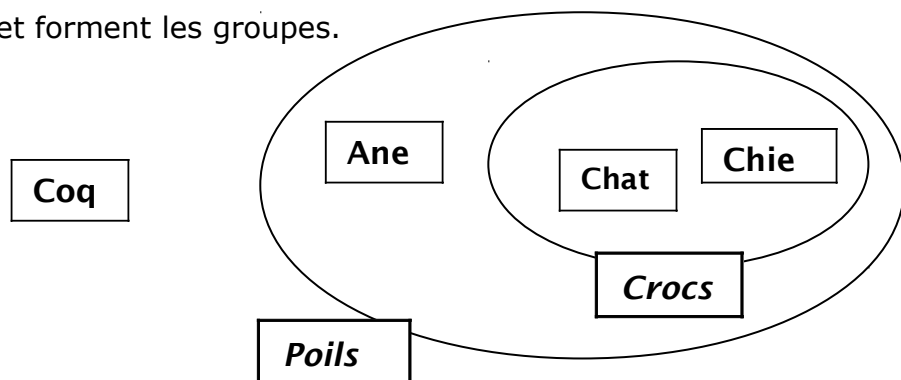 et forment les groupes.
Ane
Chat
Chie
Coq
Crocs
Poils